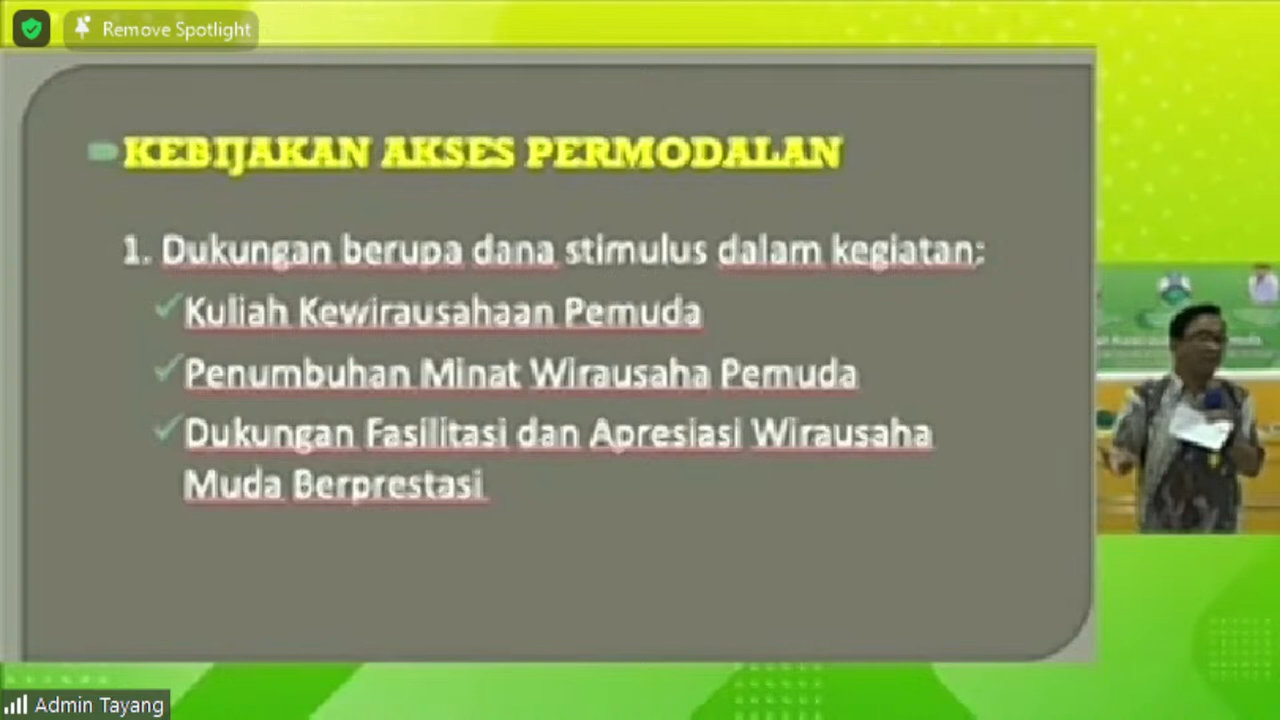 Remove Spotlight
KEBIJAKAN AKSES PERMODALAN
1. Dukungan berupa dana stimulus dalam kegiatan:
Kuliah Kewirausahaan Pemuda
Penumbuhan Minat Wirausaha Pemuda
Dukungan Fasilitasi dan Apresiasi Wirausaha
Muda Berprestasi
Admin Tayang